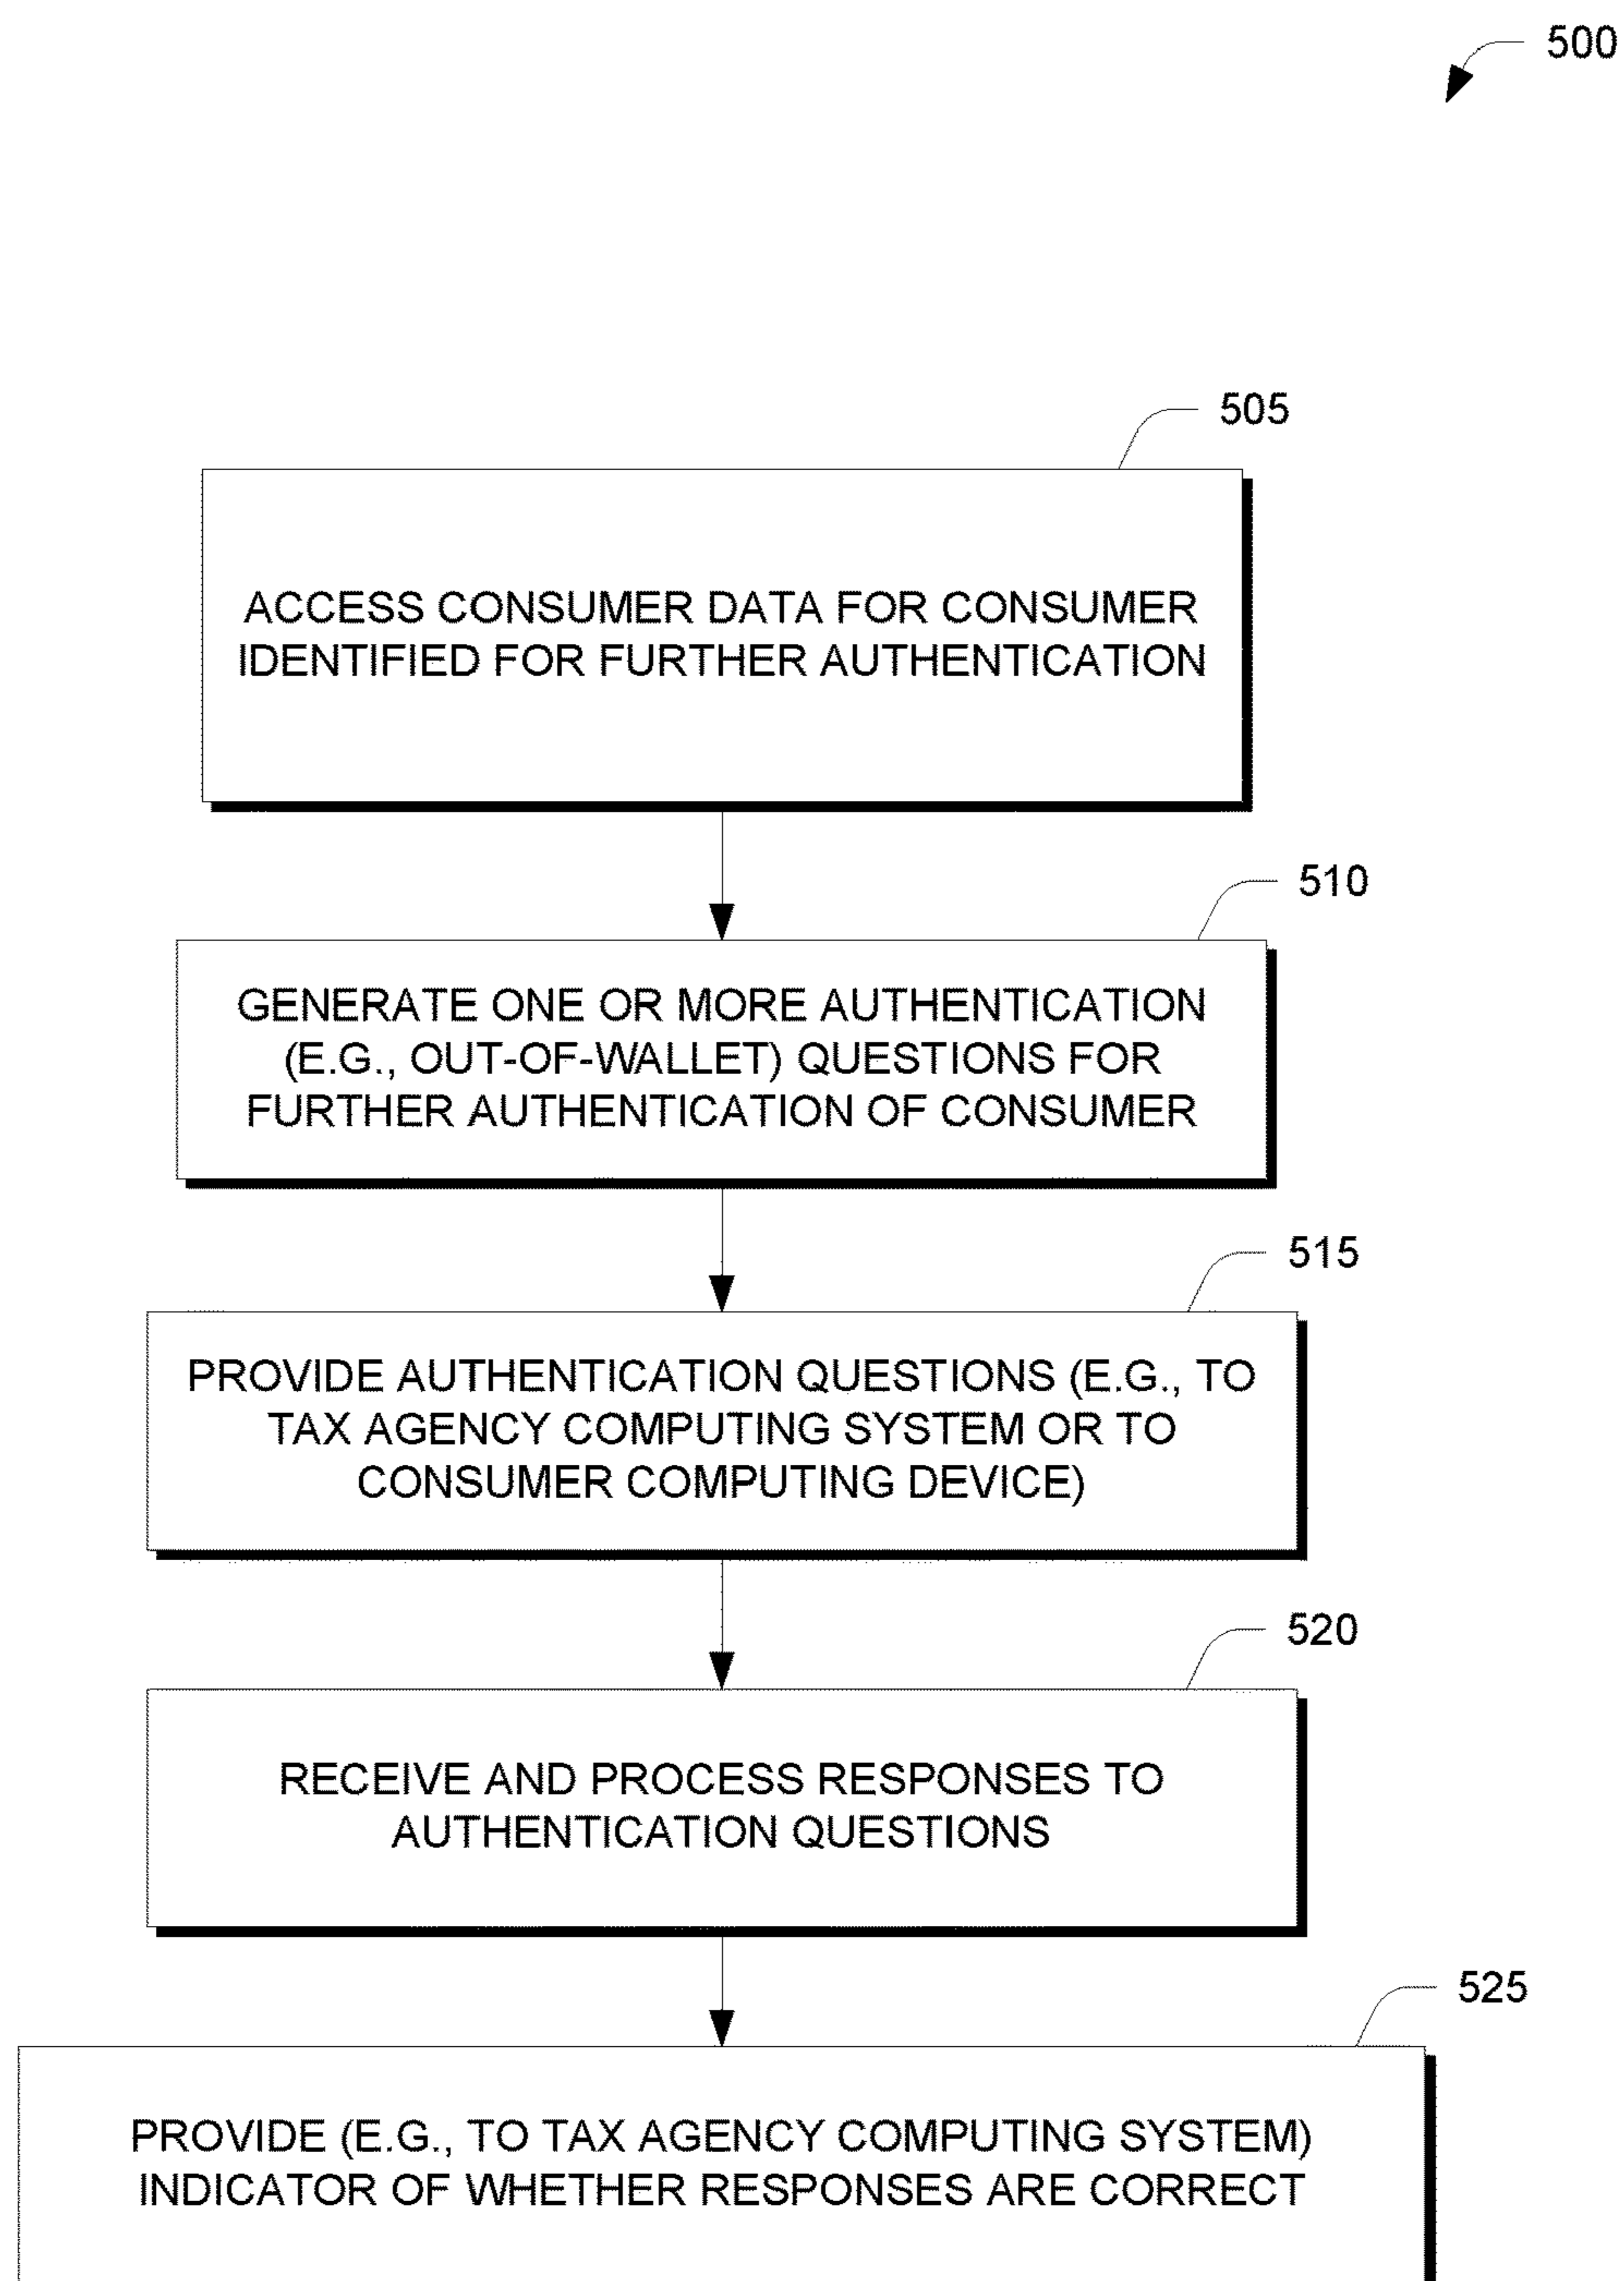 500
505
ACCESS CONSUMER DATA FOR CONSUMER
IDENTIFIED FOR FURTHER AUTHENTICATION
510
GENERATE ONE OR MORE AUTHENTICATION
(E.G., OUT-OF-WALLET) QUESTIONS FOR
FURTHER AUTHENTICATION OF CONSUMER
515
PROVIDE AUTHENTICATION QUESTIONS (E.G., TO
TAX AGENCY COMPUTING SYSTEM OR TO
CONSUMER COMPUTING DEVICE)
520
RECEIVE AND PROCESS RESPONSES TO
AUTHENTICATION QUESTIONS
525
PROVIDE (E.G., TO TAX AGENCY COMPUTING SYSTEM)
INDICATOR OF WHETHER RESPONSES ARE CORRECT